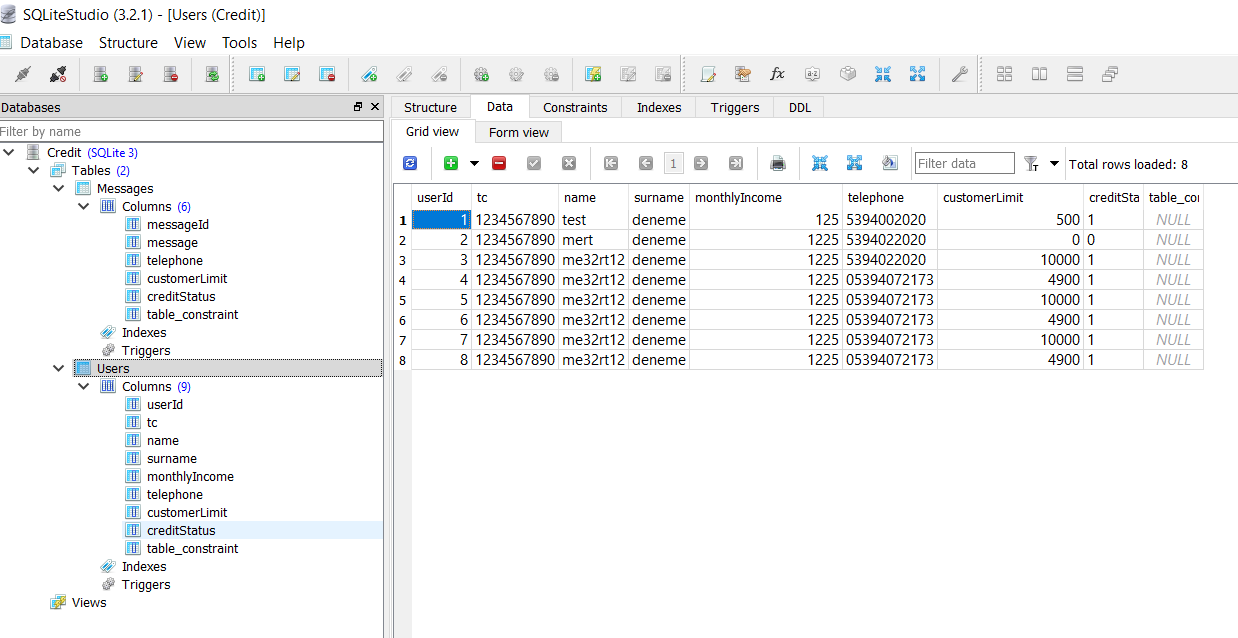 SQLiteStudio (3.2.1) - [Users (Credit)]
Database Structure View Tools Help
Databases
Filter by name
Credit (SQLite 3)
Tables (2)
Messages
Columns (6)
messageId
message
telephone
customerLimit
creditStatus
table_constraint
Indexes
Triggers
Users
Columns (9)
userId
tc
name
surname
monthlyIncome
telephone
customerLimit
creditStatus
table_constraint
Indexes
Triggers
Views
Structure Data Constraints Indexes Triggers DDL
Grid view Form view
1 Filter data Total rows loaded: 8
userId tc name surname monthlyIncome telephone customerLimit creditSta table_cor
1 1 1234567890 test deneme 125 5394002020 500 1 NULL
2 2 1234567890 mert deneme 1225 5394022020 0 0 NULL
3 3 1234567890 me32rt12 deneme 1225 5394022020 10000 1 NULL
4 4 1234567890 me32rt12 deneme 1225 05394072173 4900 1 NULL
5 5 1234567890 me32rt12 deneme 1225 05394072173 10000 1 NULL
6 6 1234567890 me32rt12 deneme 1225 05394072173 4900 1 NULL
7 7 1234567890 me32rt12 deneme 1225 05394072173 10000 1 NULL
8 8 1234567890 me32rt12 deneme 1225 05394072173 4900 1 NULL